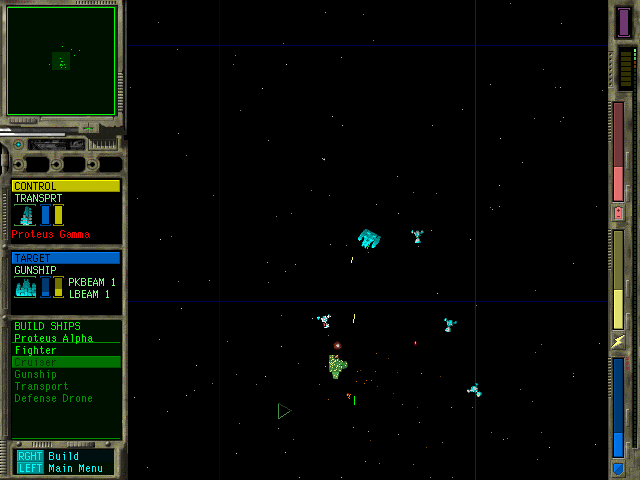 CONTROL
TRANSPRT
Proteus Gamma
TARGET
GUNSHIP
PKBEAM 1
LBEAM 1
BUILD SHIPS
Proteus Alpha
Fighter
Cruiser
Gunship
Transport
Defense Drone
RGHT Build
LEFT Main Menu